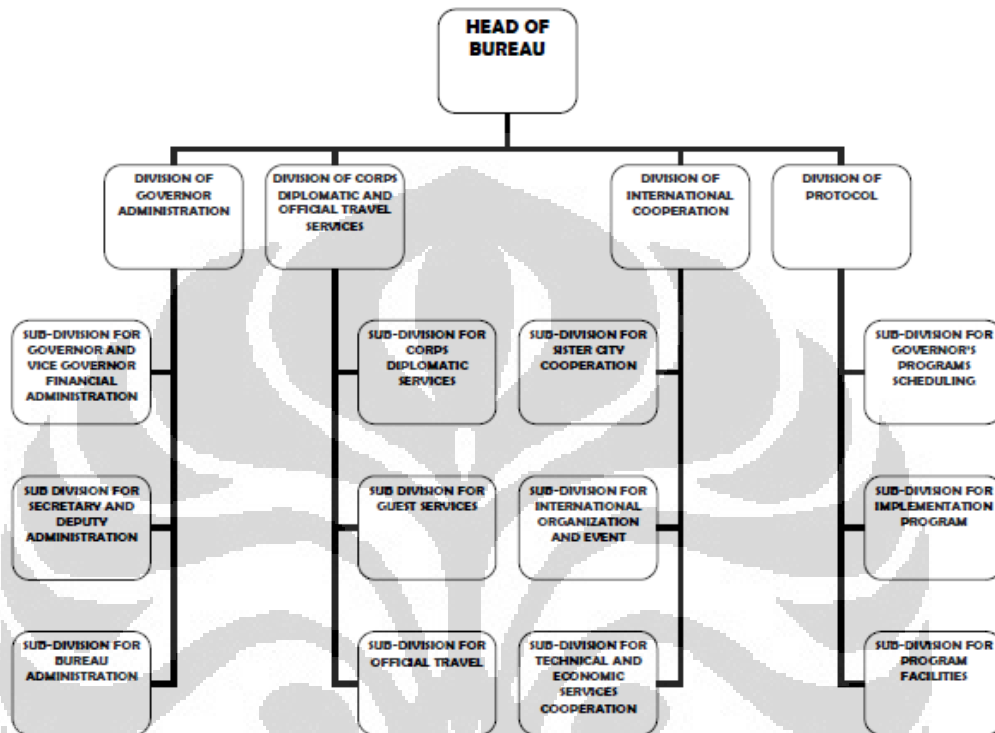 HEAD OF
BUREAU
DIVISION OF
GOVERNOR
ADMINISTRATION
DIVISION OF CORPS
DIPLOMATIC AND
OFFICIAL TRAVEL
SERVICES
DIVISION OF
INTERNATIONAL
COOPERATION
DIVISION OF
PROTOCOL
SUB-DIVISION FOR
GOVERNOR AND
VICE GOVERNOR
FINANCIAL
ADMINISTRATION
SUB-DIVISION FOR
CORPS
DIPLOMATIC
SERVICES
SUB-DIVISION FOR
SISTER CITY
COOPERATION
SUB-DIVISION FOR
GOVERNOR'S
PROGRAMS
SCHEDULING
SUB DIVISION FOR
SECRETARY AND
DEPUTY
ADMINISTRATION
SUB DIVISION FOR
GUEST SERVICES
SUB-DIVISION FOR
INTERNATIONAL
ORGANIZATION
AND EVENT
SUB-DIVISION FOR
IMPLEMENTATION
PROGRAM
SUB-DIVISION FOR
BUREAU
ADMINISTRATION
SUB-DIVISION FOR
OFFICIAL TRAVEL
SUB-DIVISION FOR
TECHNICAL AND
ECONOMIC
SERVICES
COOPERATION
SUB-DIVISION FOR
PROGRAM
FACILITIES